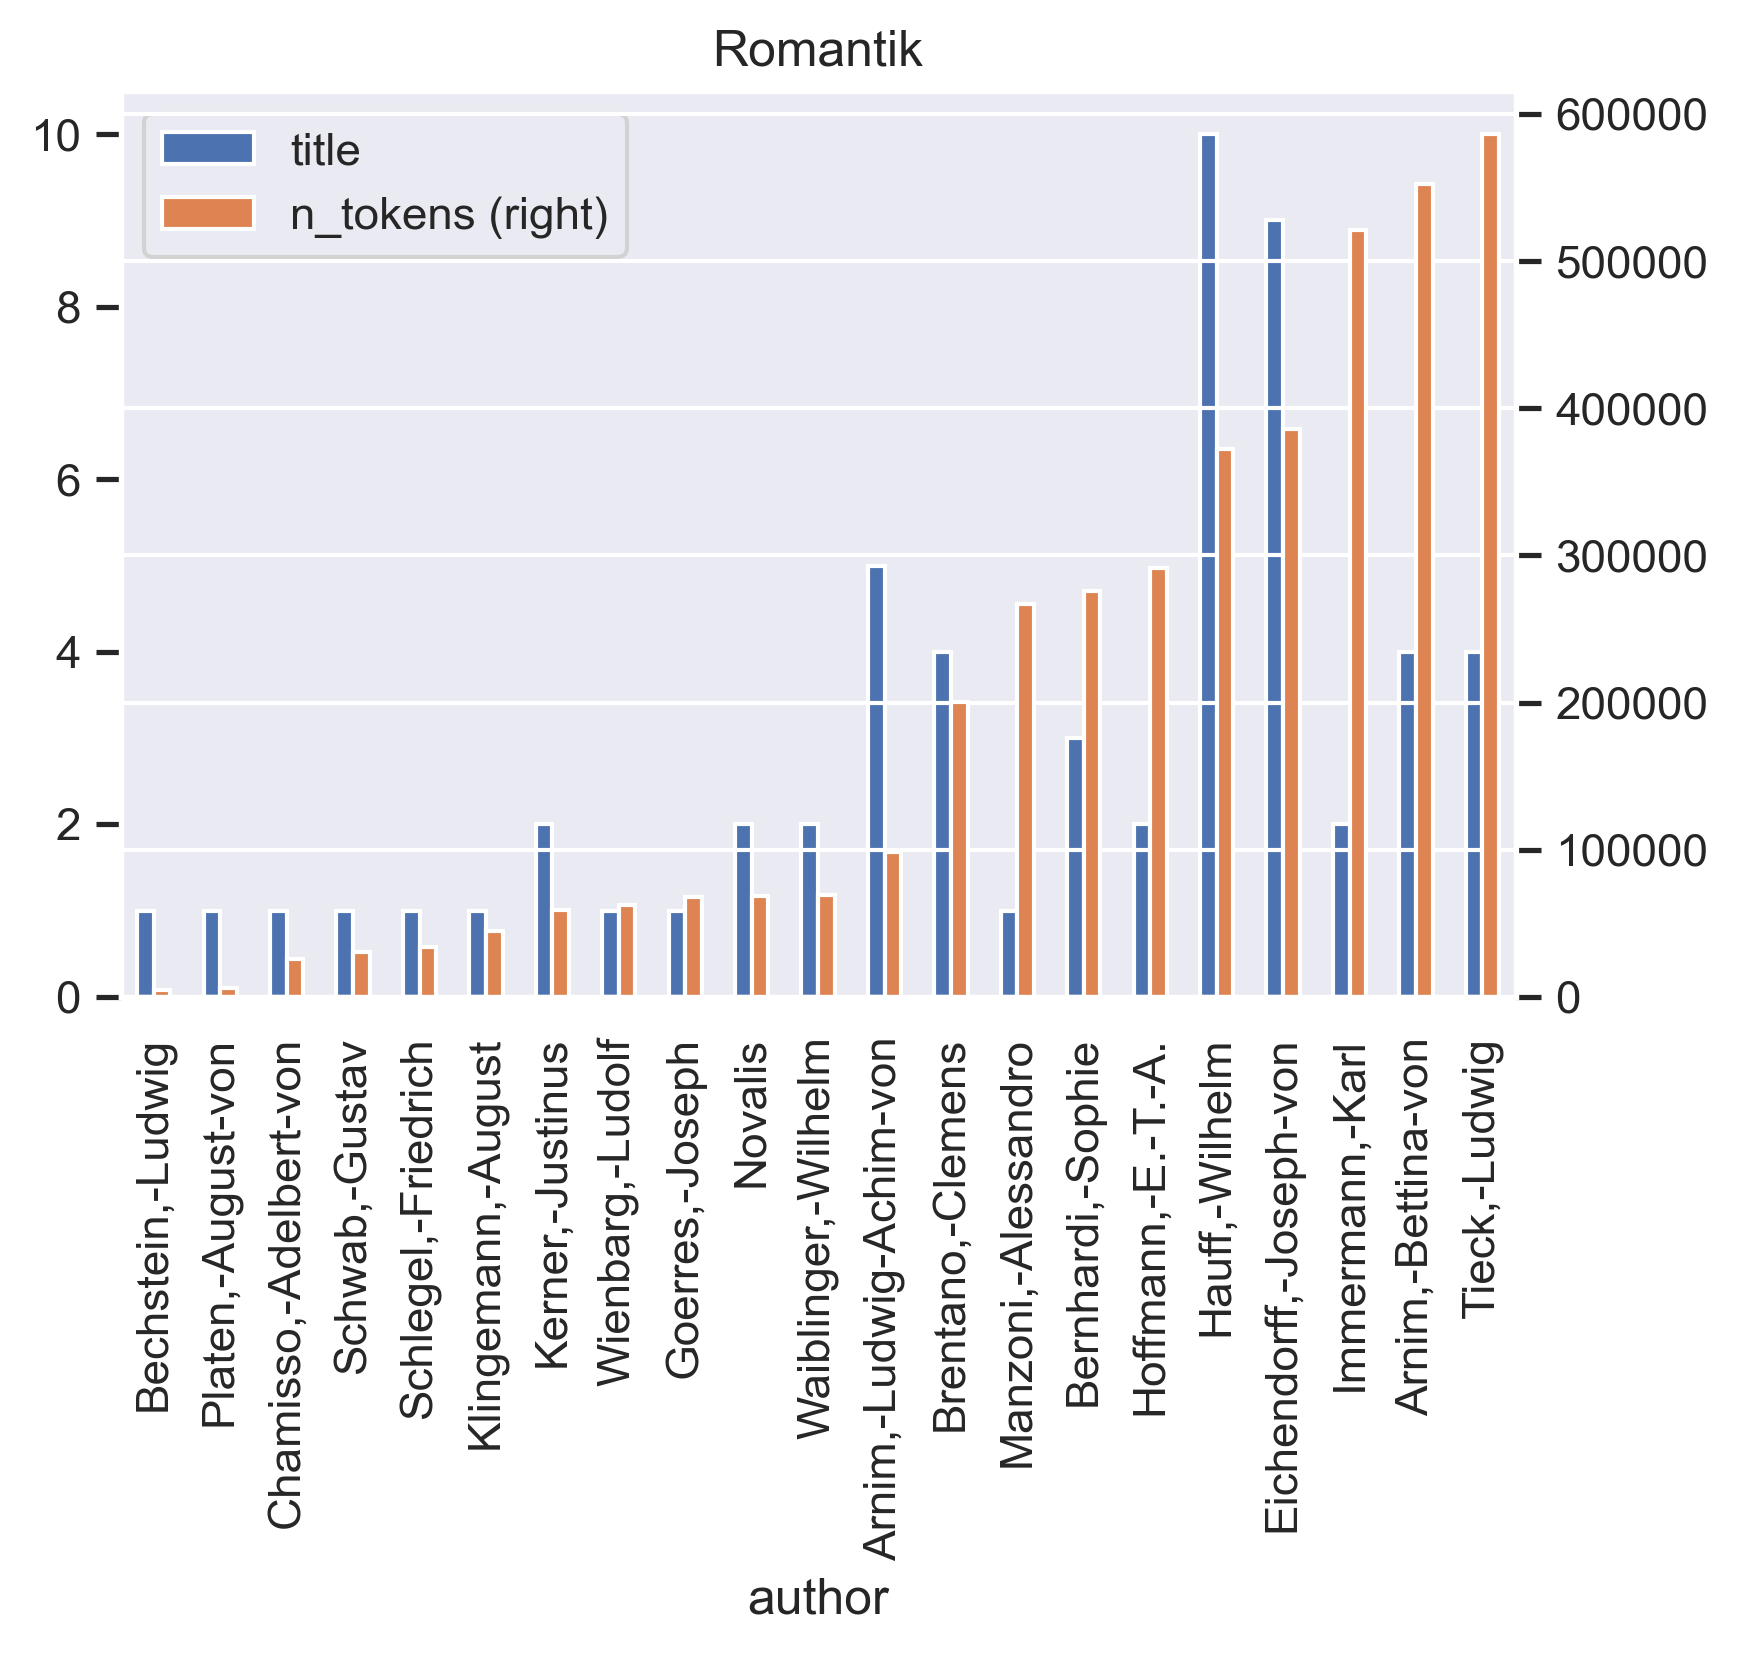 Romantik
title
n_tokens (right)
10
8
6
4
2
0
600000
500000
400000
300000
200000
100000
0
Bechstein,-Ludwig
Platen,-August-von
Chamisso,-Adelbert-von
Schwab,-Gustav
Schlegel,-Friedrich
Klingemann,-August
Kerner,-Justinus
Wienbarg,-Ludolf
Goerres,-Joseph
Novalis
Waiblinger,-Wilhelm
Arnim,-Ludwig-Achim-von
Brentano,-Clemens
Manzoni,-Alessandro
Bernhardi,-Sophie
Hoffmann,-E.-T.-A.
Hauff,-Wilhelm
Eichendorff,-Joseph-von
Immermann,-Karl
Arnim,-Bettina-von
Tieck,-Ludwig
author